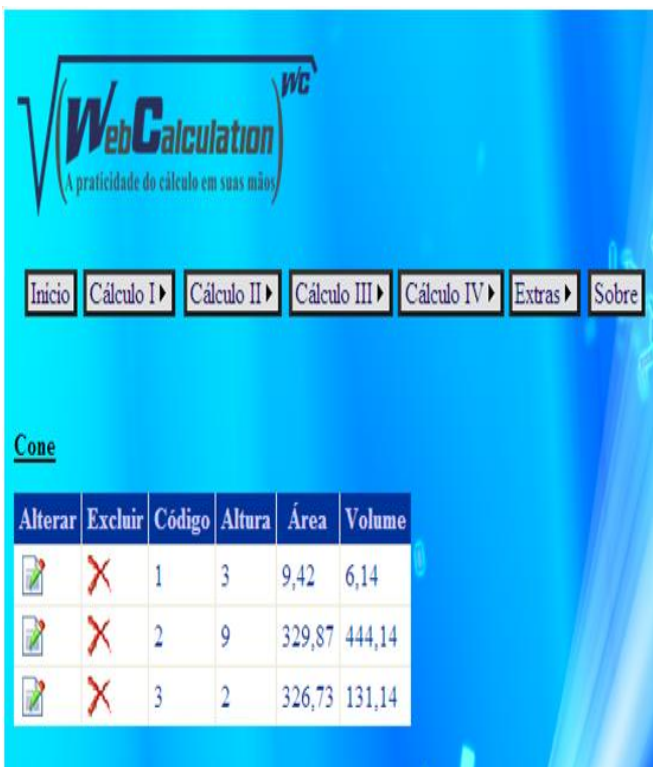 WebCalculation WC
A praticidade do cálculo em suas mãos
Início Cálculo I Cálculo II Cálculo III Cálculo IV Extras Sobre
Cone
Alterar Excluir Código Altura Área Volume
1 3 9,42 6,14
2 9 329,87 444,14
3 2 326,73 131,14